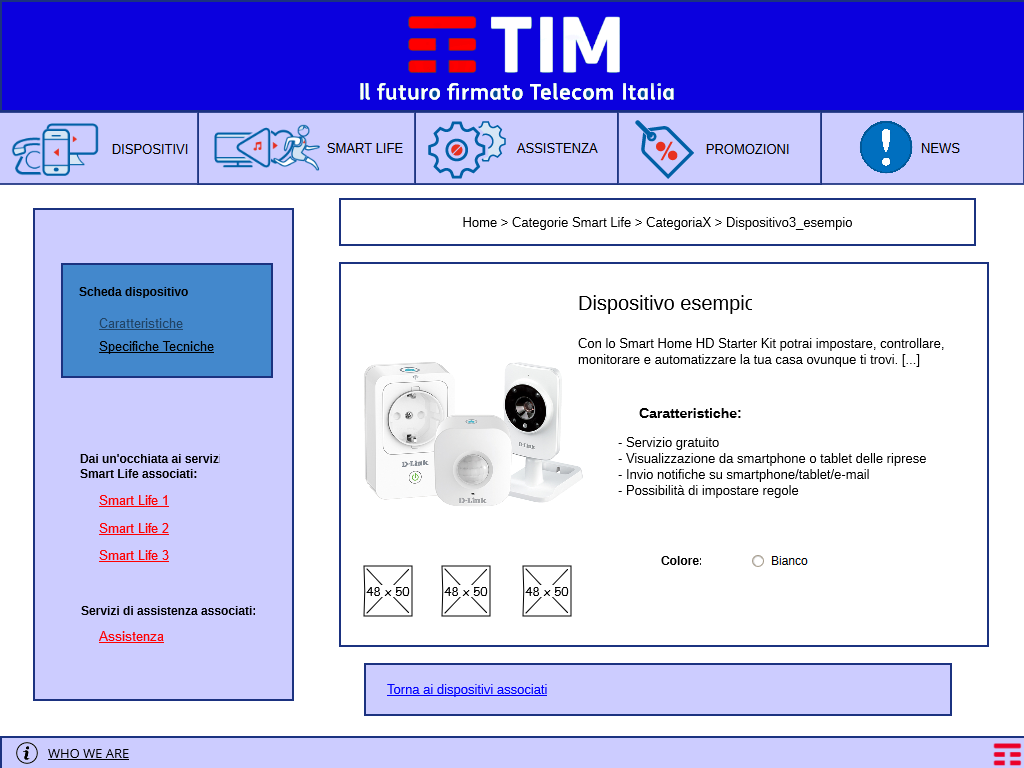 TIM
Il futuro firmato Telecom Italia
DISPOSITIVI
SMART LIFE
ASSISTENZA
PROMOZIONI
NEWS
Home > Categorie Smart Life > CategoriaX > Dispositivo3_esempio
Scheda dispositivo
Caratteristiche
Specifiche Tecniche
Dai un'occhiata ai servizi
Smart Life associati:
Smart Life 1
Smart Life 2
Smart Life 3
Servizi di assistenza associati:
Assistenza
Dispositivo esempio
Con lo Smart Home HD Starter Kit potrai impostare, controllare,
monitorare e automatizzare la tua casa ovunque ti trovi. [...]
Caratteristiche:
- Servizio gratuito
- Visualizzazione da smartphone o tablet delle riprese
- Invio notifiche su smartphone/tablet/e-mail
- Possibilità di impostare regole
D-Link
D-Link
D-Link
Colore:
Bianco
48 x 50
48 x 50
48 x 50
Torna ai dispositivi associati
WHO WE ARE